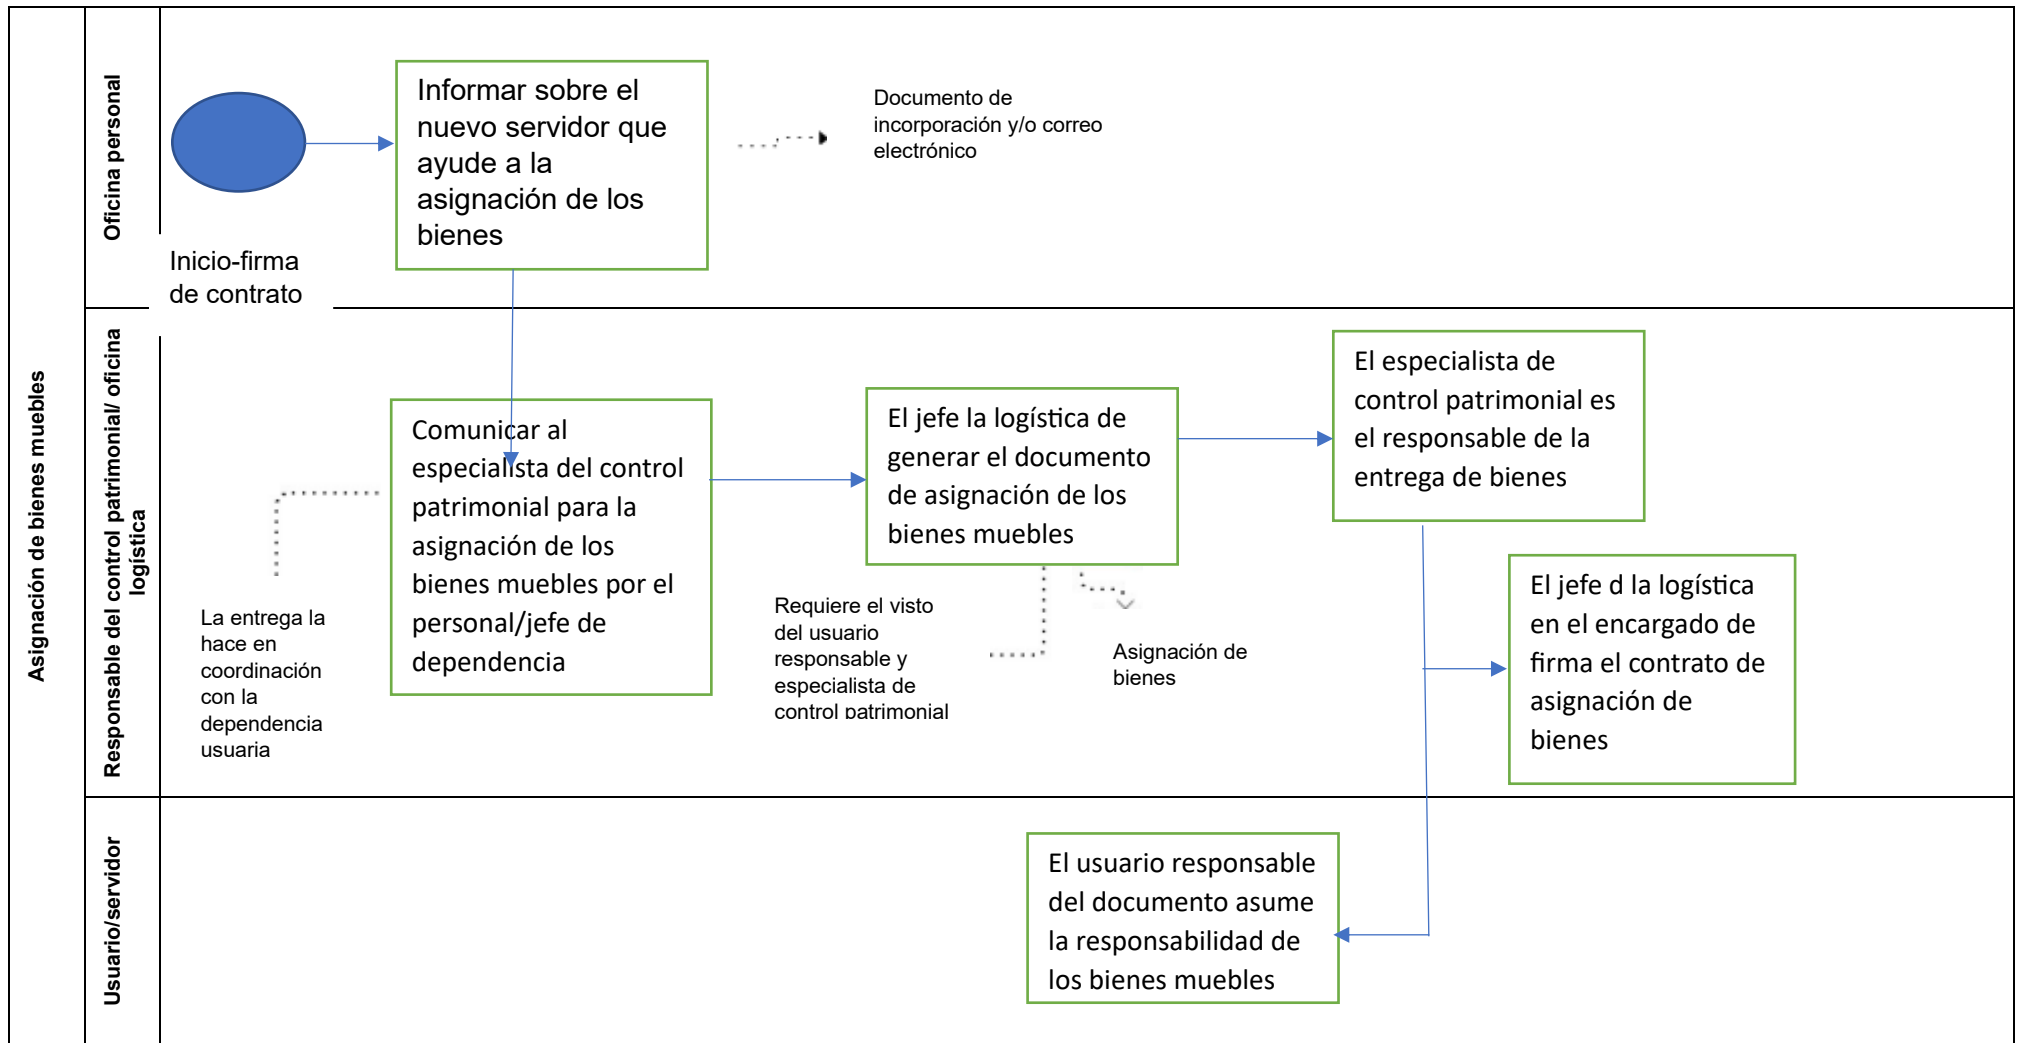 Asignación de bienes muebles
Oficina personal
Inicio-firma
de contrato
Informar sobre el
nuevo servidor que
ayude a la
asignación de los
bienes
Documento de
incorporación y/o correo
electrónico
Responsable del control patrimonial/ oficina
logística
La entrega la
hace en
coordinación
con la
dependencia
usuaria
Comunicar al
especialista del control
patrimonial para la
asignación de los
bienes muebles por el
personal/jefe de
dependencia
El jefe la logística de
generar el documento
de asignación de los
bienes muebles
Requiere el visto
del usuario
responsable y
especialista de
control patrimonial
Asignación de
bienes
El especialista de
control patrimonial es
el responsable de la
entrega de bienes
El jefe d la logística
en el encargado de
firma el contrato de
asignación de
bienes
Usuario/servidor
El usuario responsable
del documento asume
la responsabilidad de
los bienes muebles